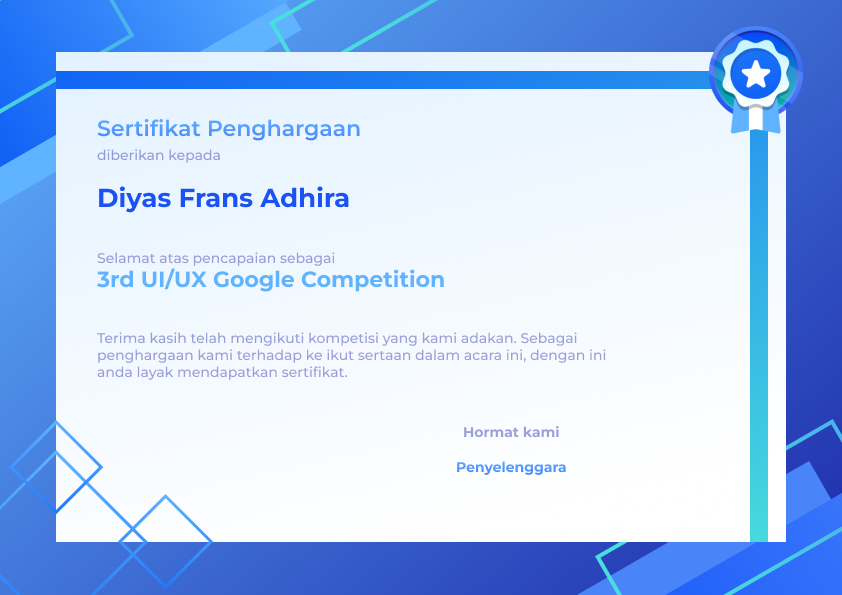 Sertifikat Penghargaan
diberikan kepada
Diyas Frans Adhira
Selamat atas pencapaian sebagai
3rd UI/UX Google Competition
Terima kasih telah mengikuti kompetisi yang kami adakan. Sebagai
penghargaan kami terhadap ke ikut sertaan dalam acara ini, dengan ini
anda layak mendapatkan sertifikat.
Hormat kami
Penyelenggara